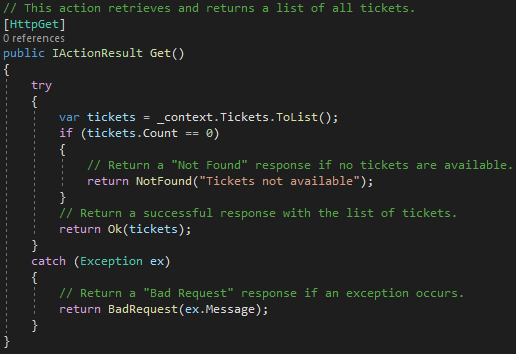 // This action retrieves and returns a list of all tickets.
[HttpGet]
0 references
public IActionResult Get()
{
    try
    {
        var tickets = _context.Tickets.ToList();
        if (tickets.Count == 0)
        {
            // Return a "Not Found" response if no tickets are available.
            return NotFound("Tickets not available");
        }
        // Return a successful response with the list of tickets.
        return Ok(tickets);
    }
    catch (Exception ex)
    {
        // Return a "Bad Request" response if an exception occurs.
        return BadRequest(ex.Message);
    }
}